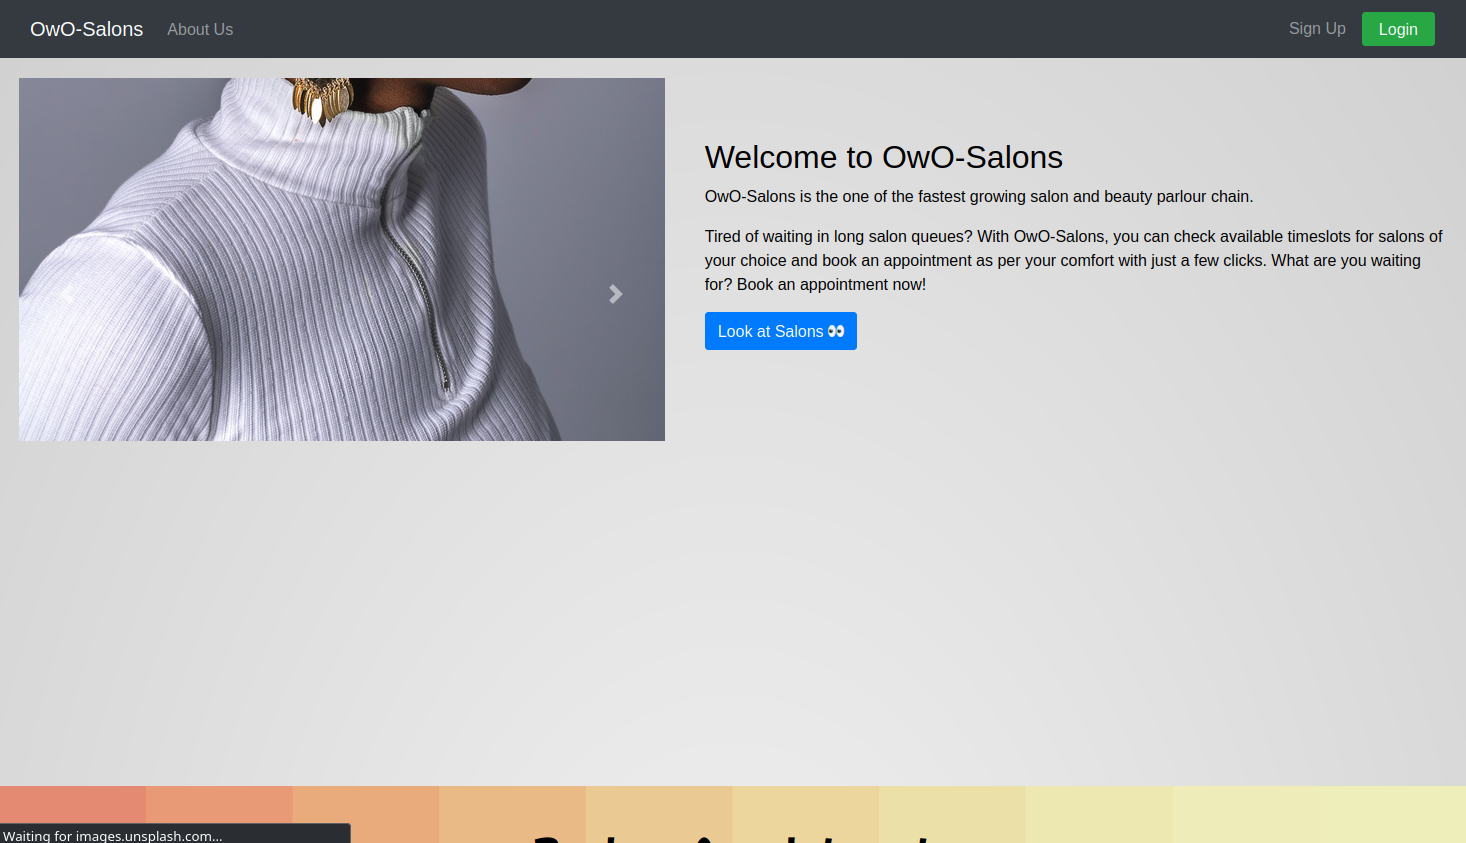 OwO-Salons About Us Sign Up Login
Welcome to OwO-Salons
OwO-Salons is the one of the fastest growing salon and beauty parlour chain.
Tired of waiting in long salon queues? With OwO-Salons, you can check available timeslots for salons of
your choice and book an appointment as per your comfort with just a few clicks. What are you waiting
for? Book an appointment now!
Look at Salons 👀
Waiting for images.unsplash.com...